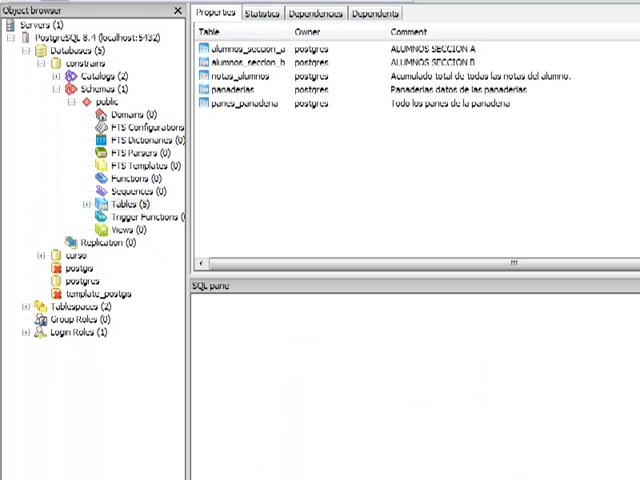 Object browser
Servers (1)
PostgreSQL 8.4 (localhost:5432)
Databases (5)
constrains
Catalogs (2)
Schemas (1)
public
Domains (0)
FTS Configurations
FTS Dictionaries (0)
FTS Parsers (0)
FTS Templates (0)
Functions (0)
Sequences (0)
Tables (5)
Trigger Functions (
Views (0)
Replication (0)
curso
postgis
postgres
template_postgis
Tablespaces (2)
Group Roles (0)
Login Roles (1)
Properties Statistics Dependencies Dependents
Table Owner Comment
alumnos_seccion_a postgres ALUMNOS SECCION A
alumnos_seccion_b postgres ALUMNOS SECCION B
notas_alumnos postgres Acumulado total de todas las notas del alumno.
panaderias postgres Panaderias datos de las panaderias
panes_panaderia postgres Todo los panes de la panaderia
SQL pane